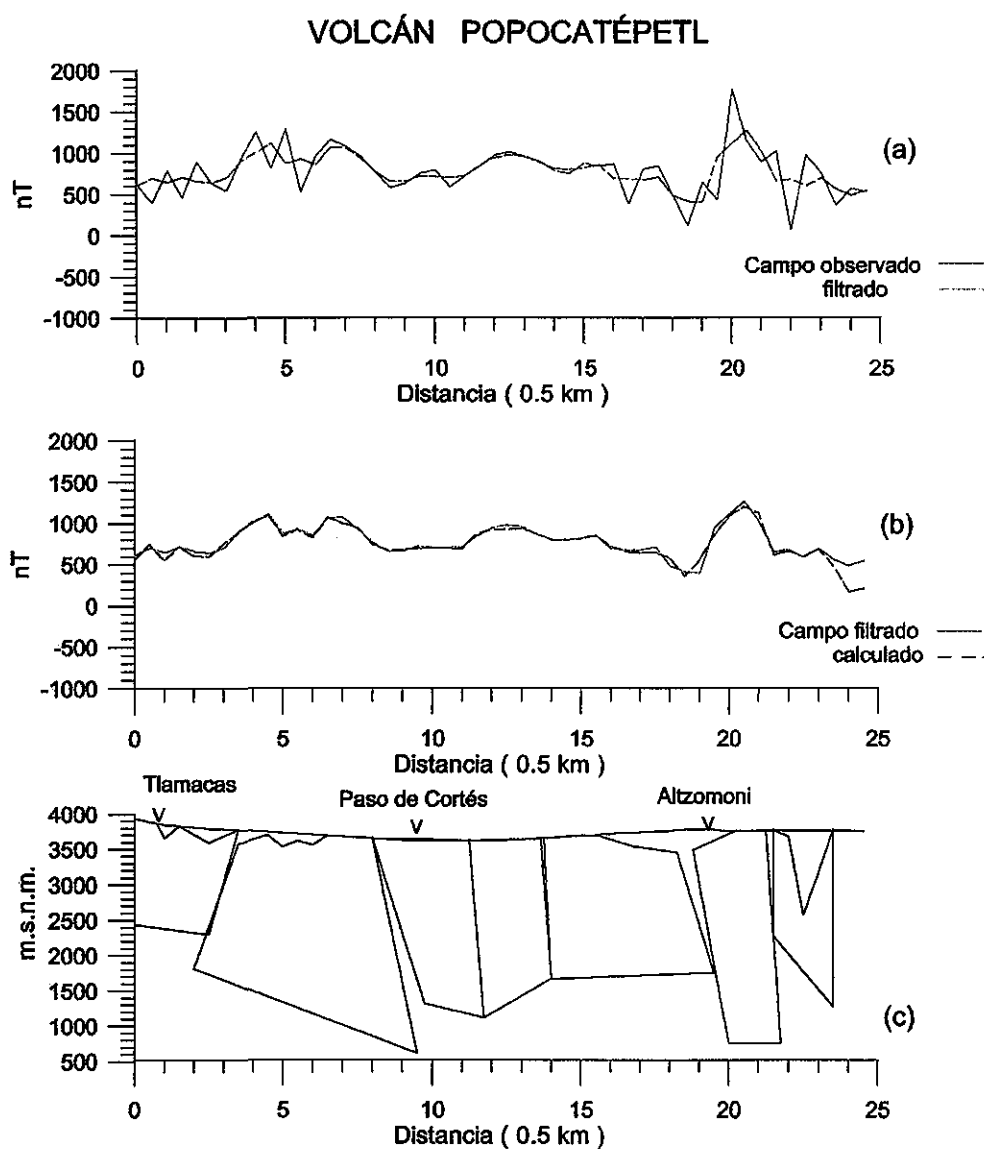 VOLCÁN POPOCATÉPETL
2000
1500
1000
500
0
-500
-1000
nT
(a)
Campo observado
filtrado
0 5 10 15 20 25
Distancia ( 0.5 km )
2000
1500
1000
500
0
-500
-1000
nT
(b)
Campo filtrado
calculado
0 5 10 15 20 25
Distancia ( 0.5 km )
Tlamacas
Paso de Cortés
Altzomoni
4000
3500
3000
2500
2000
1500
1000
500
m.s.n.m.
(c)
0 5 10 15 20 25
Distancia ( 0.5 km )